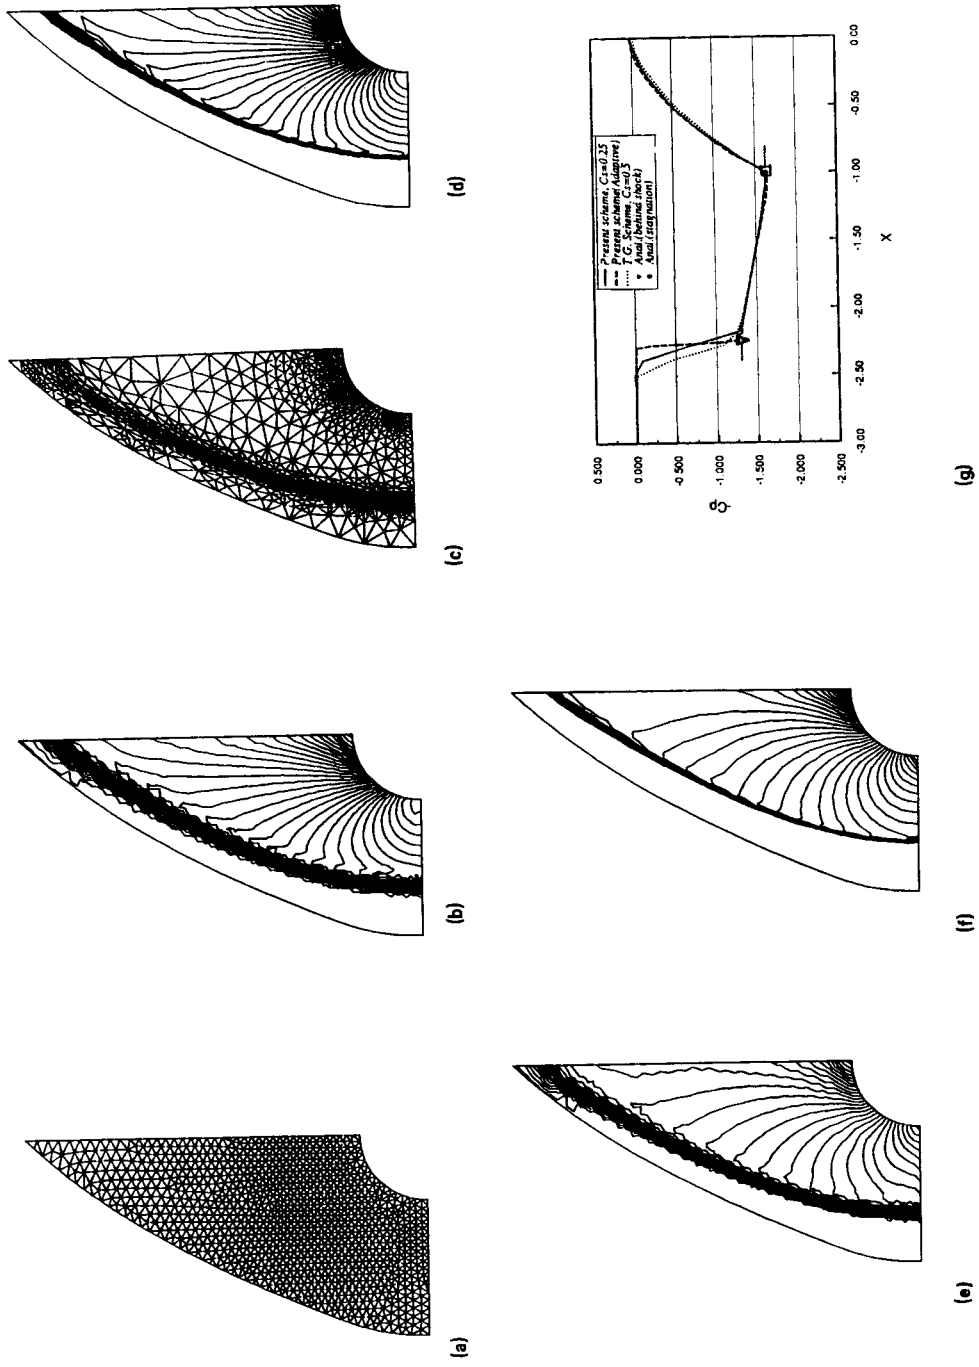 (a)
(b)
(c)
(d)
(e)
(f)
(g)
0.500
0.000
-0.500
-1.000
-1.500
-2.000
-2.500
-Cp
-3.00
-2.50
-2.00
-1.50
-1.00
-0.50
0.00
X
Present scheme, Cs=0.25
Present scheme(Adaptive)
T.G. Scheme, Cs=0.5
Anal.(behind shock)
Anal.(stagnation)